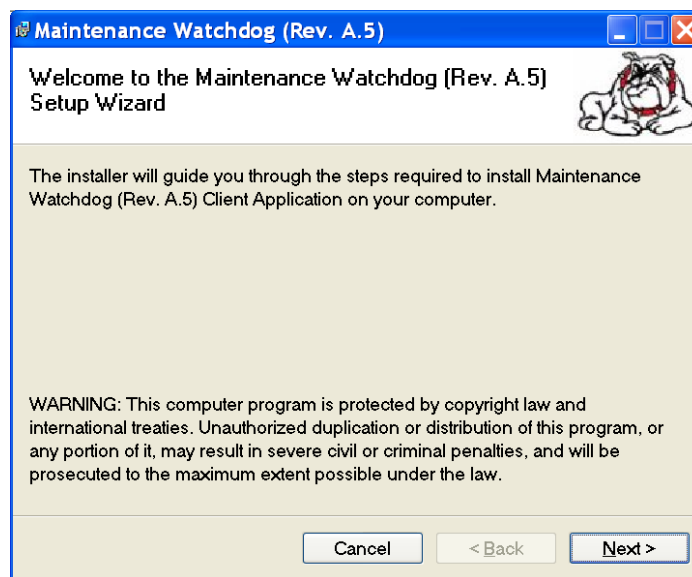 Maintenance Watchdog (Rev. A.5)
Welcome to the Maintenance Watchdog (Rev. A.5)
Setup Wizard
The installer will guide you through the steps required to install Maintenance
Watchdog (Rev. A.5) Client Application on your computer.
WARNING: This computer program is protected by copyright law and
international treaties. Unauthorized duplication or distribution of this program, or
any portion of it, may result in severe civil or criminal penalties, and will be
prosecuted to the maximum extent possible under the law.
Cancel
< Back
Next >